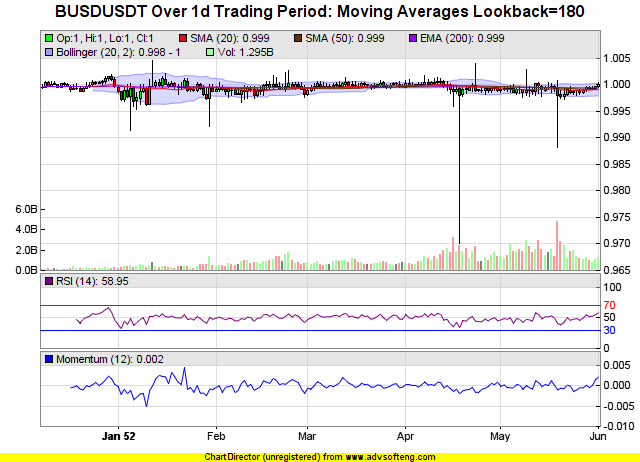 BUSDUSDT Over 1d Trading Period: Moving Averages Lookback=180
Op:1, Hi:1, Lo:1, Cl:1 SMA (20): 0.999 SMA (50): 0.999 EMA (200): 0.999
Bollinger (20, 2): 0.998 - 1 Vol: 1.295B
1.005
1.000
0.995
0.990
0.985
0.980
0.975
0.970
0.965
6.0B
4.0B
2.0B
0.0B
RSI (14): 58.95
100
70
50
30
0
Momentum (12): 0.002
0.005
0.000
-0.005
-0.010
Jan 52 Feb Mar Apr May Jun
ChartDirector (unregistered) from www.advsofteng.com